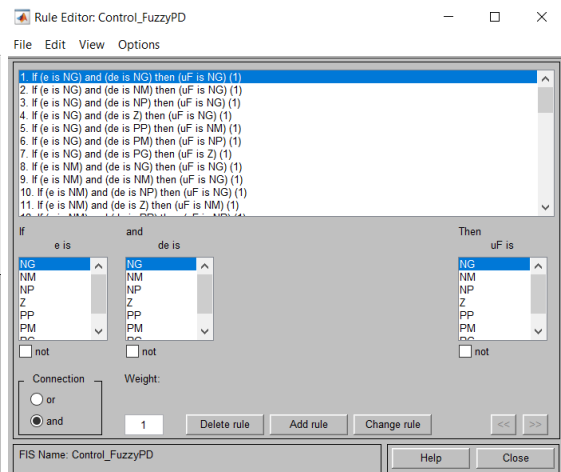 Rule Editor: Control_FuzzyPD
File Edit View Options
1. If (e is NG) and (de is NG) then (uF is NG) (1)
2. If (e is NG) and (de is NM) then (uF is NG) (1)
3. If (e is NG) and (de is NP) then (uF is NG) (1)
4. If (e is NG) and (de is Z) then (uF is NG) (1)
5. If (e is NG) and (de is PP) then (uF is NM) (1)
6. If (e is NG) and (de is PM) then (uF is NP) (1)
7. If (e is NG) and (de is PG) then (uF is Z) (1)
8. If (e is NM) and (de is NG) then (uF is NG) (1)
9. If (e is NM) and (de is NM) then (uF is NG) (1)
10. If (e is NM) and (de is NP) then (uF is NG) (1)
11. If (e is NM) and (de is Z) then (uF is NM) (1)
If and Then
e is de is uF is
NG NG NG
NM NM NM
NP NP NP
Z Z Z
PP PP PP
PM PM PM
not not not
Connection Weight:
or
and 1 Delete rule Add rule Change rule << >>
FIS Name: Control_FuzzyPD Help Close